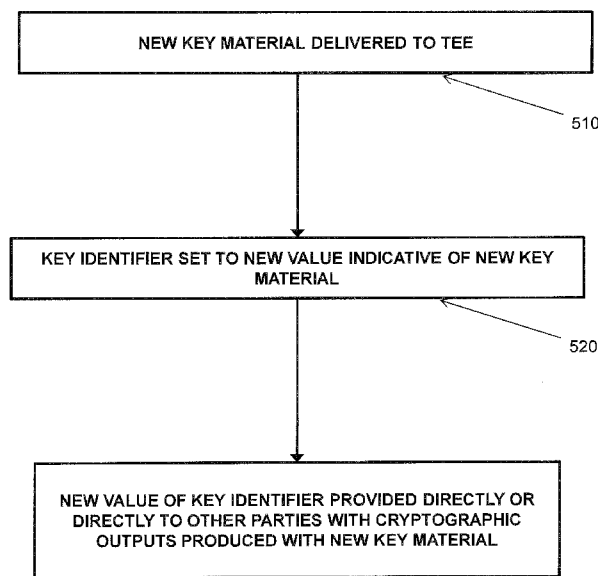 NEW KEY MATERIAL DELIVERED TO TEE
510
KEY IDENTIFIER SET TO NEW VALUE INDICATIVE OF NEW KEY
MATERIAL
520
NEW VALUE OF KEY IDENTIFIER PROVIDED DIRECTLY OR
DIRECTLY TO OTHER PARTIES WITH CRYPTOGRAPHIC
OUTPUTS PRODUCED WITH NEW KEY MATERIAL